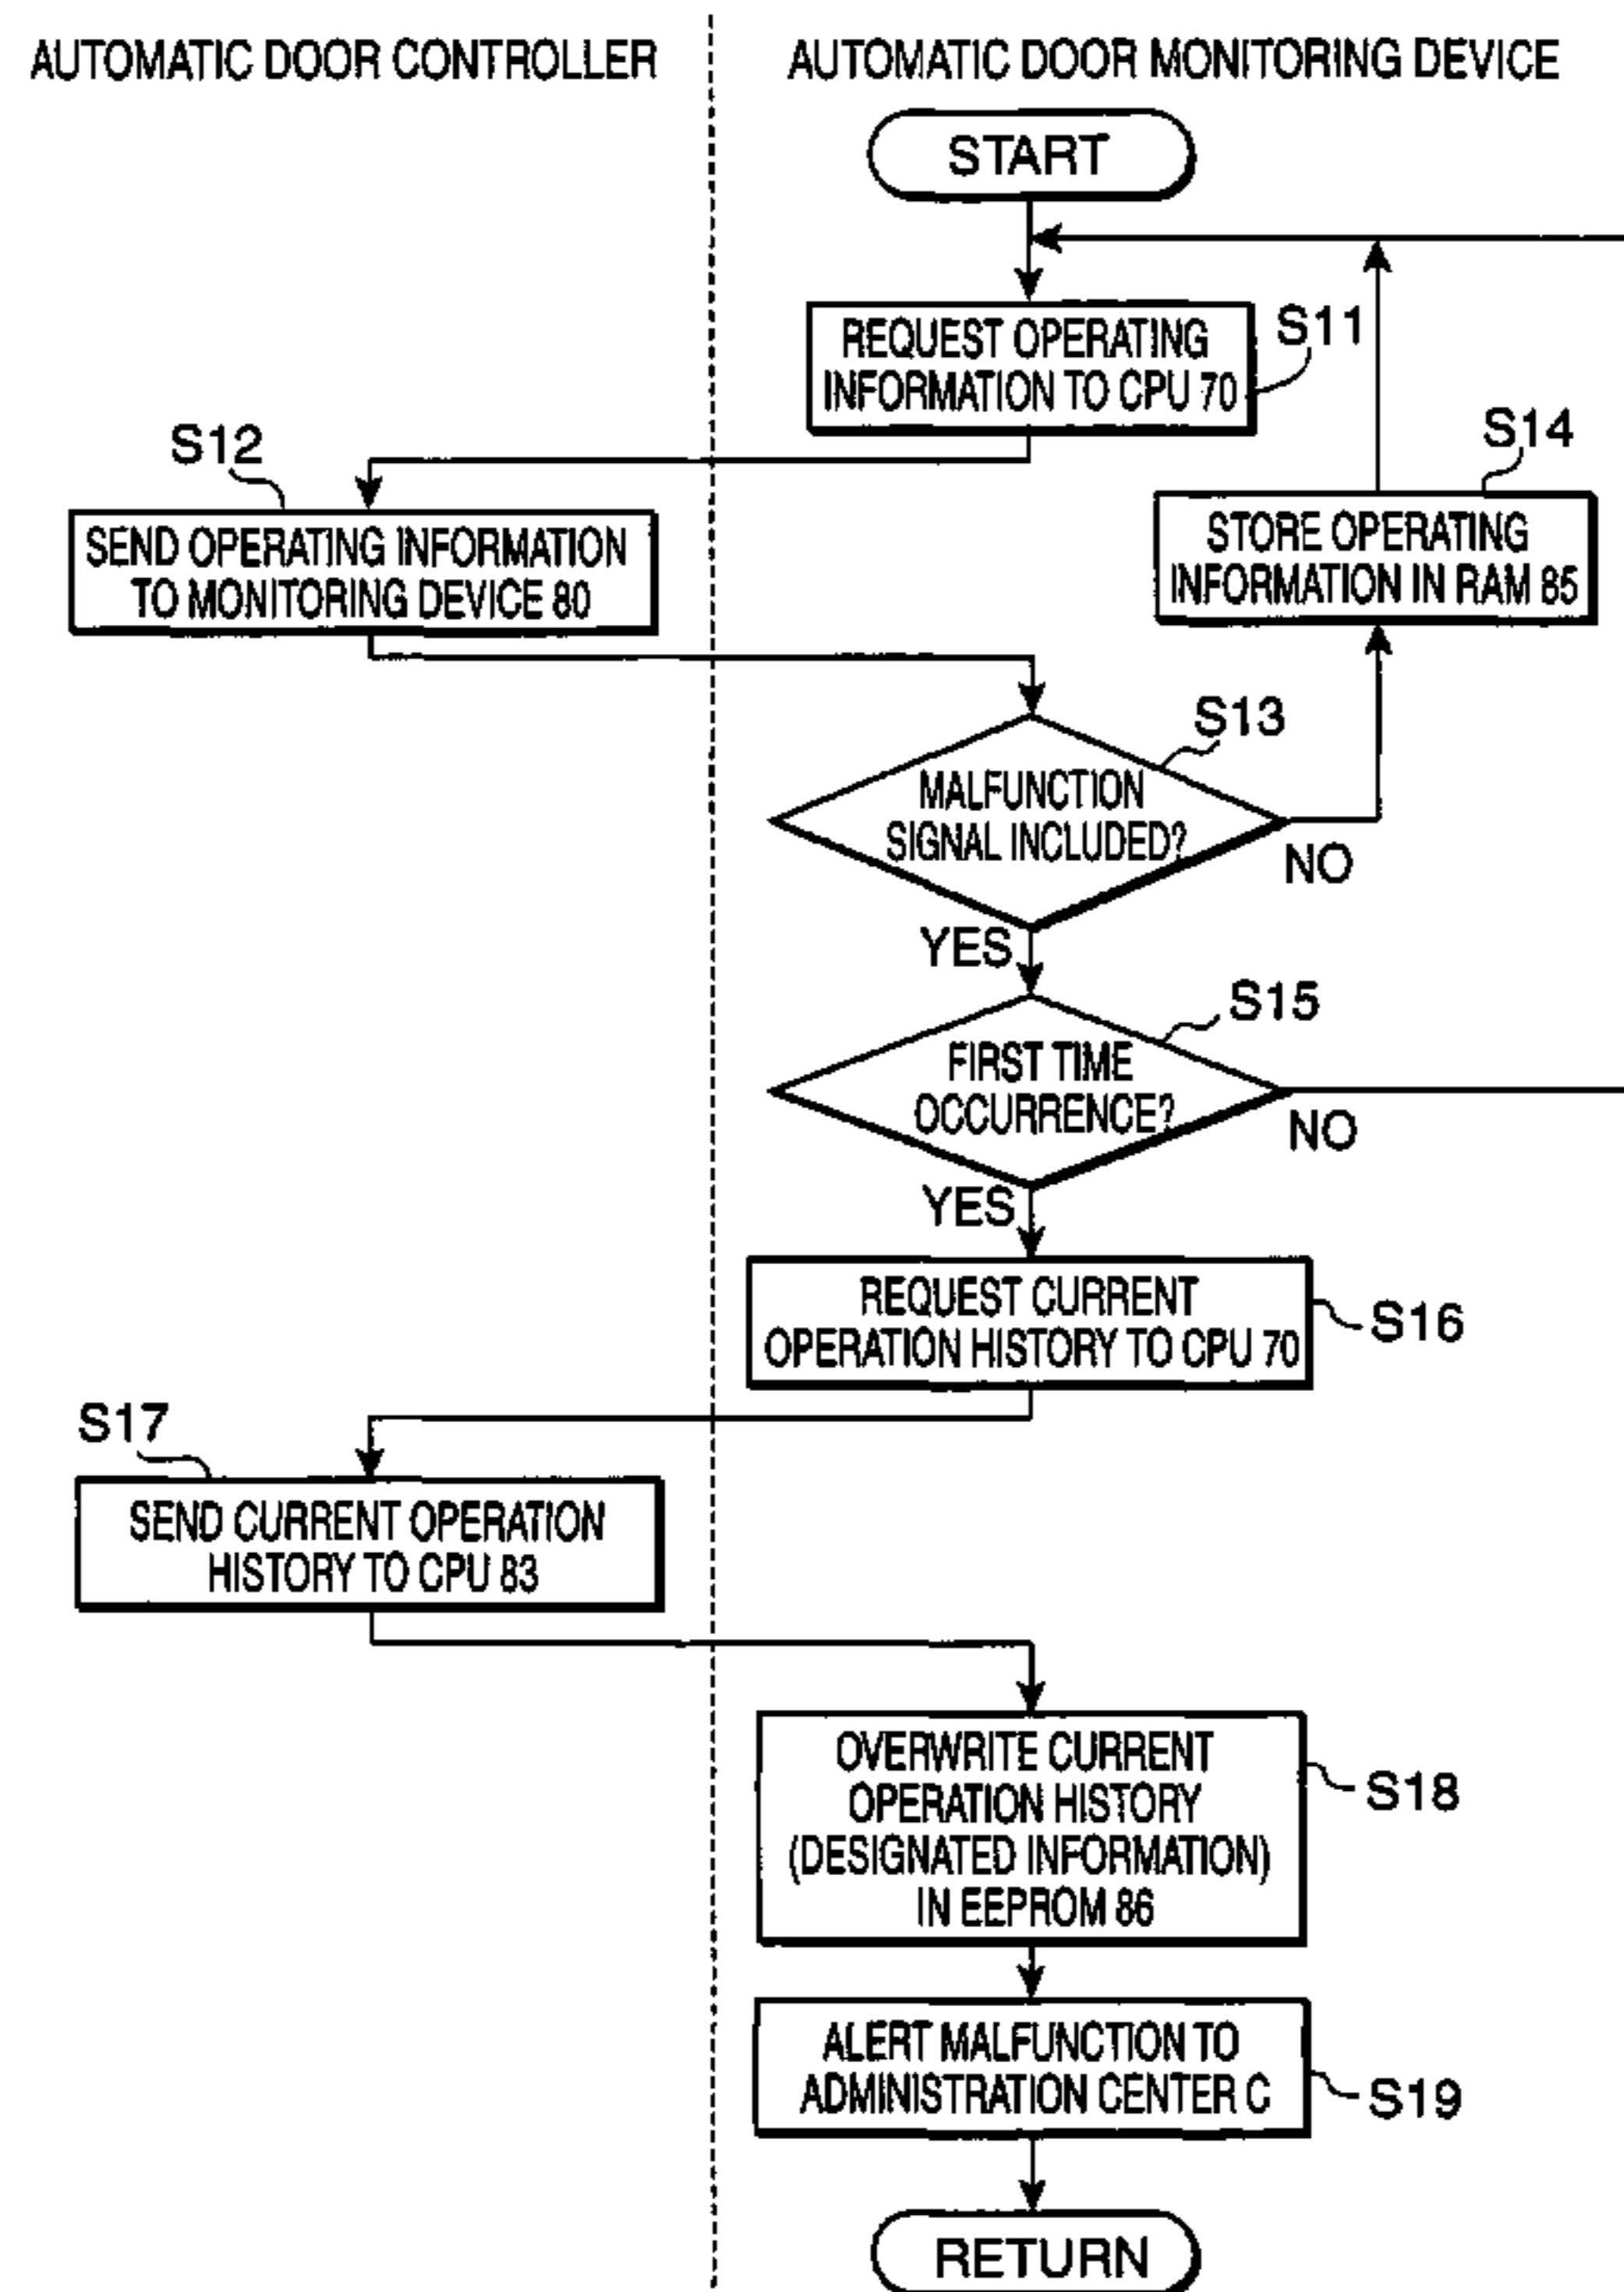 AUTOMATIC DOOR CONTROLLER
AUTOMATIC DOOR MONITORING DEVICE
START
REQUEST OPERATING
INFORMATION TO CPU 70
S11
S12
SEND OPERATING INFORMATION
TO MONITORING DEVICE 80
S14
STORE OPERATING
INFORMATION IN RAM 85
S13
MALFUNCTION
SIGNAL INCLUDED?
NO
YES
S15
FIRST TIME
OCCURRENCE?
NO
YES
REQUEST CURRENT
OPERATION HISTORY TO CPU 70
S16
S17
SEND CURRENT OPERATION
HISTORY TO CPU 83
OVERWRITE CURRENT
OPERATION HISTORY
(DESIGNATED INFORMATION)
IN EEPROM 86
S18
ALERT MALFUNCTION TO
ADMINISTRATION CENTER C
S19
RETURN